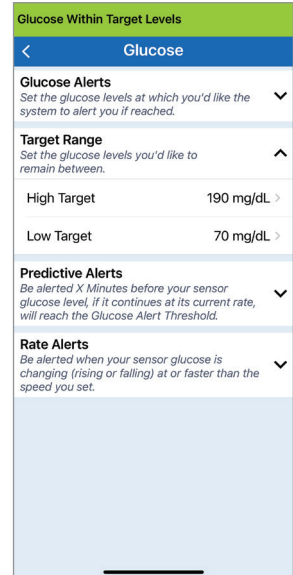 Glucose Within Target Levels
Glucose
Glucose Alerts
Set the glucose levels at which you'd like the
system to alert you if reached.
Target Range
Set the glucose levels you'd like to
remain between.
High Target 190 mg/dL
Low Target 70 mg/dL
Predictive Alerts
Be alerted X Minutes before your sensor
glucose level, if it continues at its current rate,
will reach the Glucose Alert Threshold.
Rate Alerts
Be alerted when your sensor glucose is
changing (rising or falling) at or faster than the
speed you set.